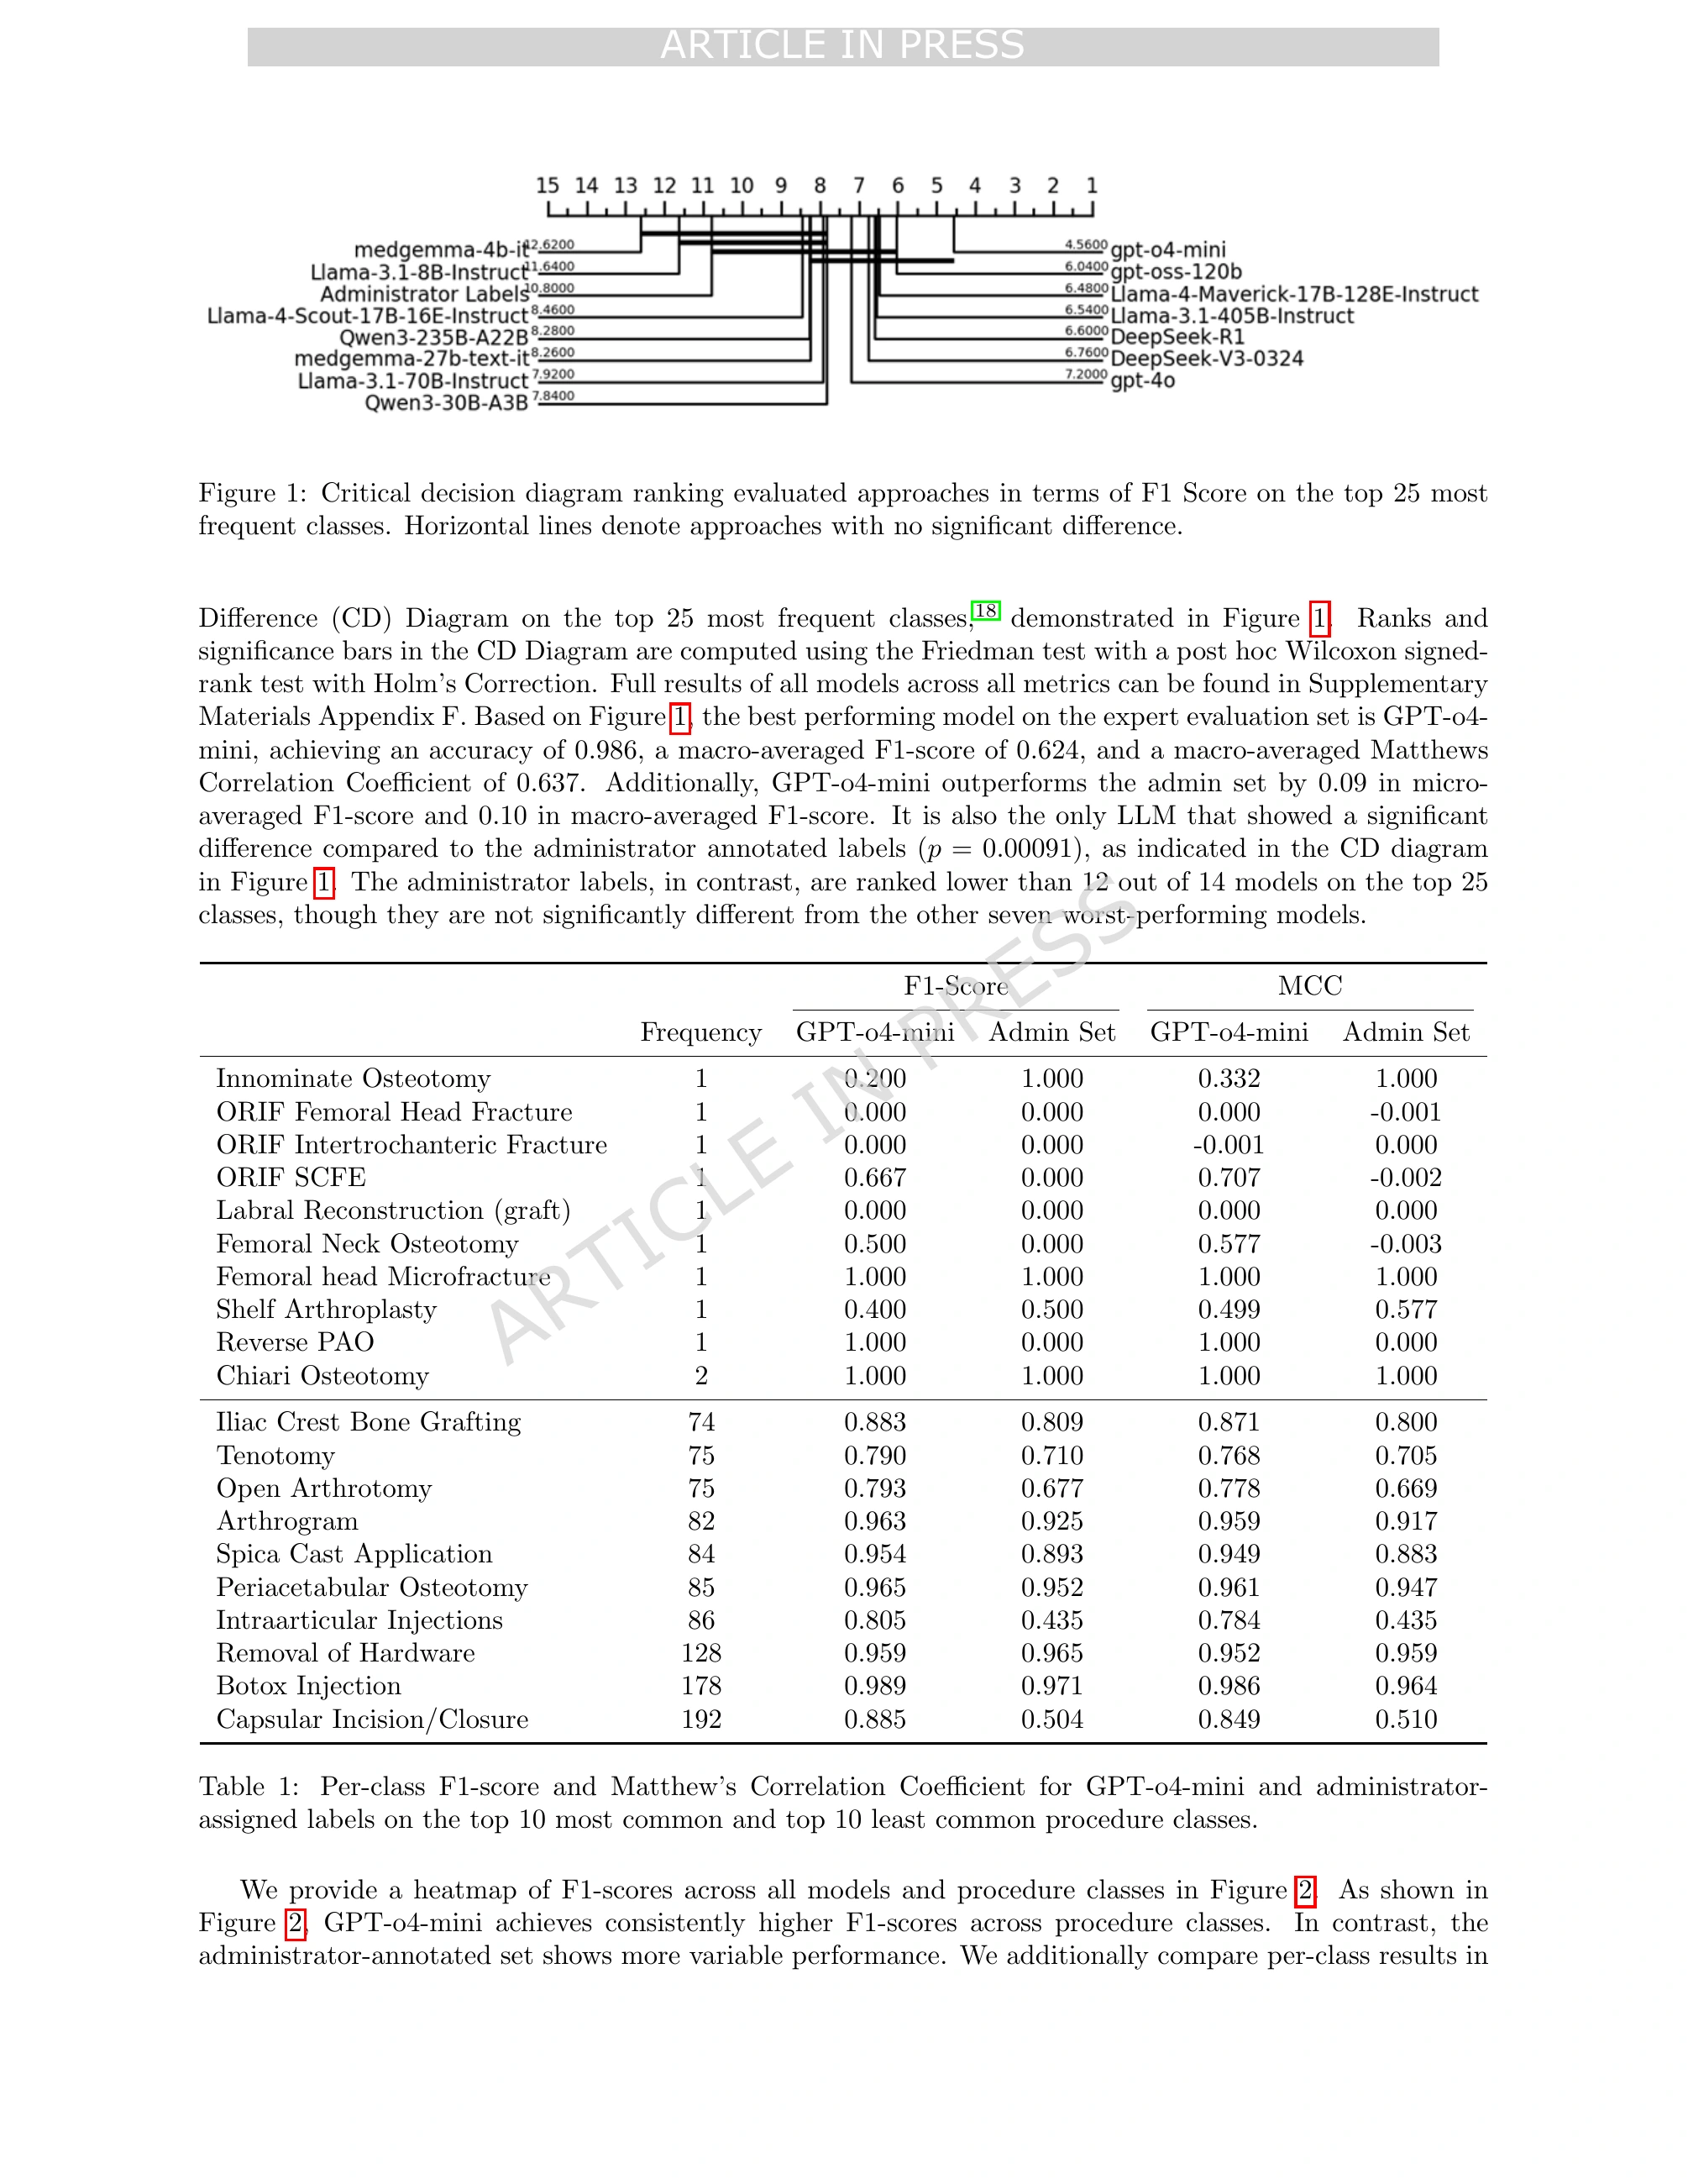 ARTICLE IN PRESS
15 14 13 12 11 10 9 8 7 6 5 4 3 2 1
medgemma-4b-it 12.6200
Llama-3.1-8B-Instruct 11.6400
Administrator Labels 10.8000
Llama-4-Scout-17B-16E-Instruct 8.4600
Qwen3-235B-A22B 8.2800
medgemma-27b-text-it 8.2600
Llama-3.1-70B-Instruct 7.9200
Qwen3-30B-A3B 7.8400
4.5600 gpt-o4-mini
6.0400 gpt-oss-120b
6.4800 Llama-4-Maverick-17B-128E-Instruct
6.5400 Llama-3.1-405B-Instruct
6.6000 DeepSeek-R1
6.7600 DeepSeek-V3-0324
7.2000 gpt-4o
Figure 1: Critical decision diagram ranking evaluated approaches in terms of F1 Score on the top 25 most
frequent classes. Horizontal lines denote approaches with no significant difference.
Difference (CD) Diagram on the top 25 most frequent classes,18 demonstrated in Figure 1. Ranks and
significance bars in the CD Diagram are computed using the Friedman test with a post hoc Wilcoxon signed-
rank test with Holm's Correction. Full results of all models across all metrics can be found in Supplementary
Materials Appendix F. Based on Figure 1, the best performing model on the expert evaluation set is GPT-o4-
mini, achieving an accuracy of 0.986, a macro-averaged F1-score of 0.624, and a macro-averaged Matthews
Correlation Coefficient of 0.637. Additionally, GPT-o4-mini outperforms the admin set by 0.09 in micro-
averaged F1-score and 0.10 in macro-averaged F1-score. It is also the only LLM that showed a significant
difference compared to the administrator annotated labels (p = 0.00091), as indicated in the CD diagram
in Figure 1. The administrator labels, in contrast, are ranked lower than 12 out of 14 models on the top 25
classes, though they are not significantly different from the other seven worst-performing models.
F1-Score MCC
Frequency GPT-o4-mini Admin Set GPT-o4-mini Admin Set
Innominate Osteotomy 1 0.200 1.000 0.332 1.000
ORIF Femoral Head Fracture 1 0.000 0.000 0.000 -0.001
ORIF Intertrochanteric Fracture 1 0.000 0.000 -0.001 0.000
ORIF SCFE 1 0.667 0.000 0.707 -0.002
Labral Reconstruction (graft) 1 0.000 0.000 0.000 0.000
Femoral Neck Osteotomy 1 0.500 0.000 0.577 -0.003
Femoral head Microfracture 1 1.000 1.000 1.000 1.000
Shelf Arthroplasty 1 0.400 0.500 0.499 0.577
Reverse PAO 1 1.000 0.000 1.000 0.000
Chiari Osteotomy 2 1.000 1.000 1.000 1.000
Iliac Crest Bone Grafting 74 0.883 0.809 0.871 0.800
Tenotomy 75 0.790 0.710 0.768 0.705
Open Arthrotomy 75 0.793 0.677 0.778 0.669
Arthrogram 82 0.963 0.925 0.959 0.917
Spica Cast Application 84 0.954 0.893 0.949 0.883
Periacetabular Osteotomy 85 0.965 0.952 0.961 0.947
Intraarticular Injections 86 0.805 0.435 0.784 0.435
Removal of Hardware 128 0.959 0.965 0.952 0.959
Botox Injection 178 0.989 0.971 0.986 0.964
Capsular Incision/Closure 192 0.885 0.504 0.849 0.510
ARTICLE IN PRESS
Table 1: Per-class F1-score and Matthew's Correlation Coefficient for GPT-o4-mini and administrator-
assigned labels on the top 10 most common and top 10 least common procedure classes.
We provide a heatmap of F1-scores across all models and procedure classes in Figure 2. As shown in
Figure 2, GPT-o4-mini achieves consistently higher F1-scores across procedure classes. In contrast, the
administrator-annotated set shows more variable performance. We additionally compare per-class results in